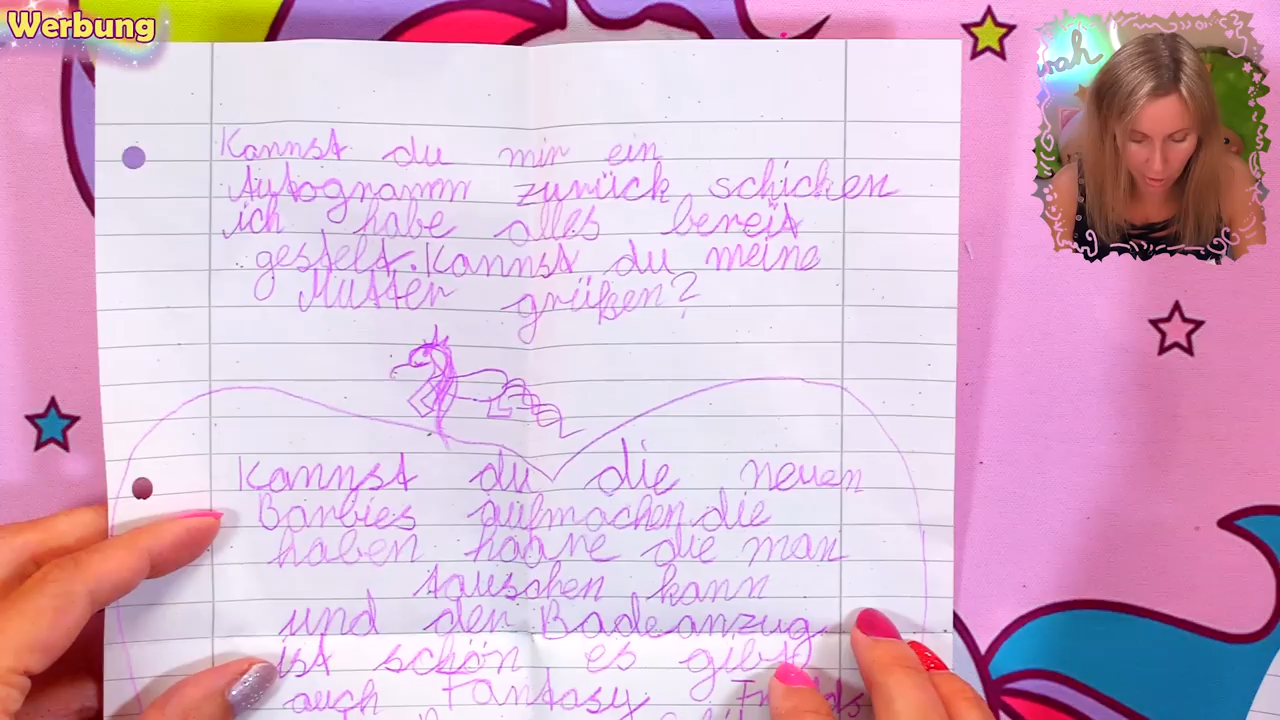 Werbung
Kannst du mir ein
Autogramm zurück schicken
ich habe alles bereit
gestellt. Kannst du meine
Mutter grüßen?
Kannst du die neuen
Barbies aufmachen die
haben haare die man
tauschen kann
und der Badeanzug
ist schön es gibt
auch Fantasy